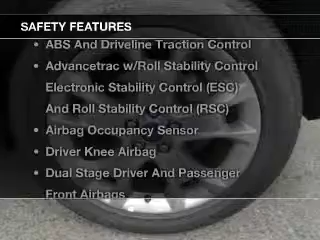 SAFETY FEATURES
• ABS And Driveline Traction Control
• Advancetrac w/Roll Stability Control
Electronic Stability Control (ESC)
And Roll Stability Control (RSC)
• Airbag Occupancy Sensor
• Driver Knee Airbag
• Dual Stage Driver And Passenger
Front Airbags